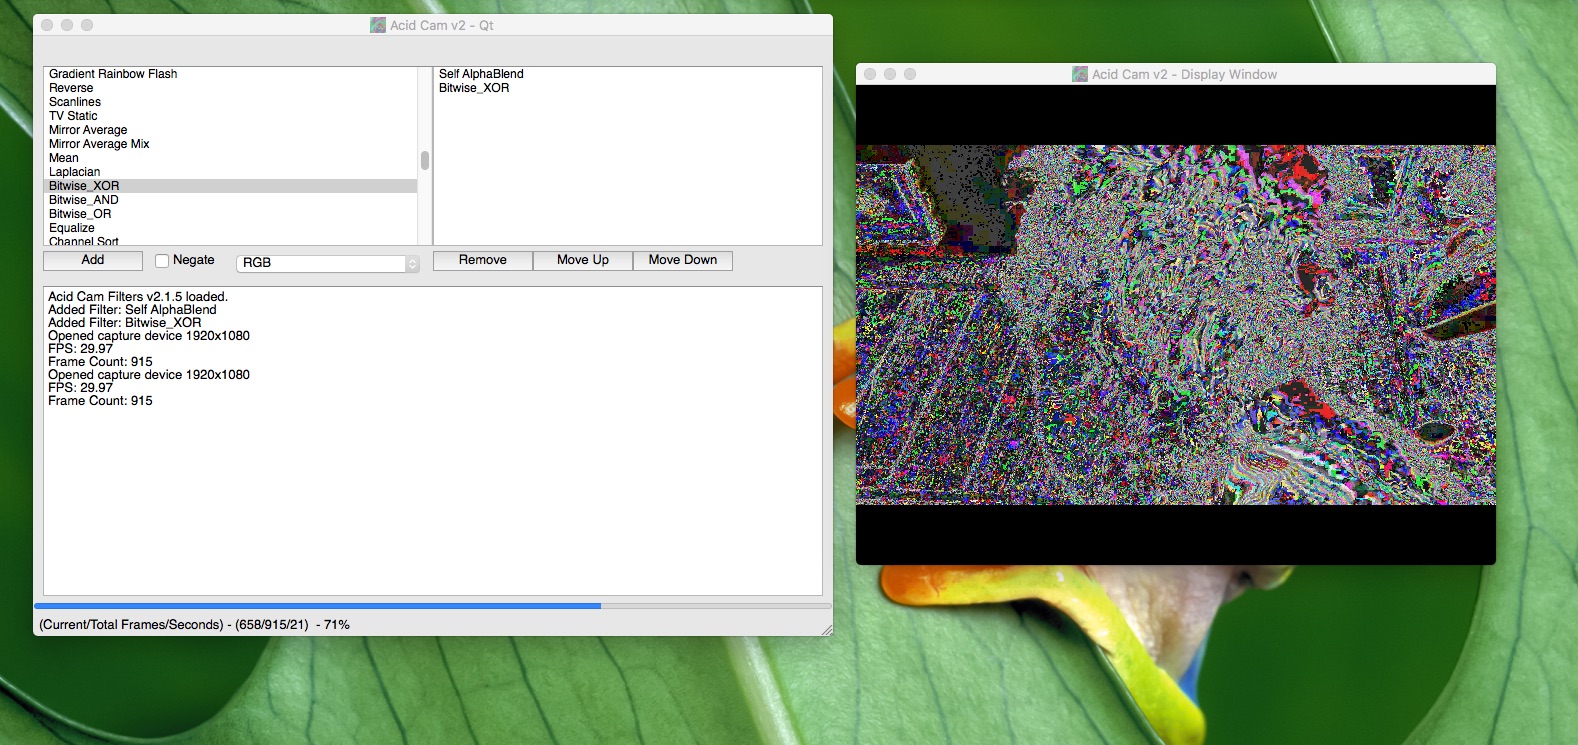 Acid Cam v2 - Qt
Gradient Rainbow Flash
Reverse
Scanlines
TV Static
Mirror Average
Mirror Average Mix
Mean
Laplacian
Bitwise_XOR
Bitwise_AND
Bitwise_OR
Equalize
Channel Sort
Self AlphaBlend
Bitwise_XOR
Add
Negate
RGB
Remove
Move Up
Move Down
Acid Cam Filters v2.1.5 loaded.
Added Filter: Self AlphaBlend
Added Filter: Bitwise_XOR
Opened capture device 1920x1080
FPS: 29.97
Frame Count: 915
Opened capture device 1920x1080
FPS: 29.97
Frame Count: 915
(Current/Total Frames/Seconds) - (658/915/21)  - 71%
Acid Cam v2 - Display Window